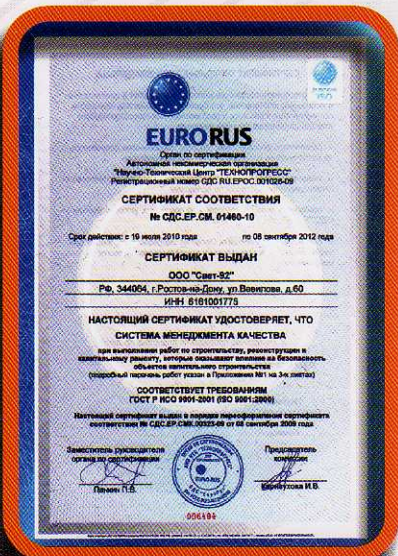 EURORUS
Орган по сертификации
Автономная некоммерческая организация
"Научно-Технический Центр "ТЕХНОПРОГРЕСС"
Регистрационный номер СДС RU.EPOC.001026-09
СЕРТИФИКАТ СООТВЕТСТВИЯ
№ СДС.ЕР.СМ. 01460-10
Срок действия: с 19 июля 2010 года по 08 сентября 2012 года
СЕРТИФИКАТ ВЫДАН
ООО "Свет-92"
РФ, 344064, г.Ростов-на-Дону, ул.Вавилова, д.60
ИНН 6161001775
НАСТОЯЩИЙ СЕРТИФИКАТ УДОСТОВЕРЯЕТ, ЧТО
СИСТЕМА МЕНЕДЖМЕНТА КАЧЕСТВА
при выполнении работ по строительству, реконструкции и
капитальному ремонту, которые оказывают влияние на безопасность
объектов капитального строительства
(подробный перечень работ указан в Приложении №1 на 3-х листах)
СООТВЕТСТВУЕТ ТРЕБОВАНИЯМ
ГОСТ Р ИСО 9001-2001 (ISO 9001:2000)
Настоящий сертификат выдан в порядке переоформления сертификата
соответствия № СДС.ЕР.СМК.00323-09 от 08 сентября 2009 года
Заместитель руководителя
органа по сертификации
Председатель
комиссии
EURORUS
Панкин П.В.
Карнаухова И.В.